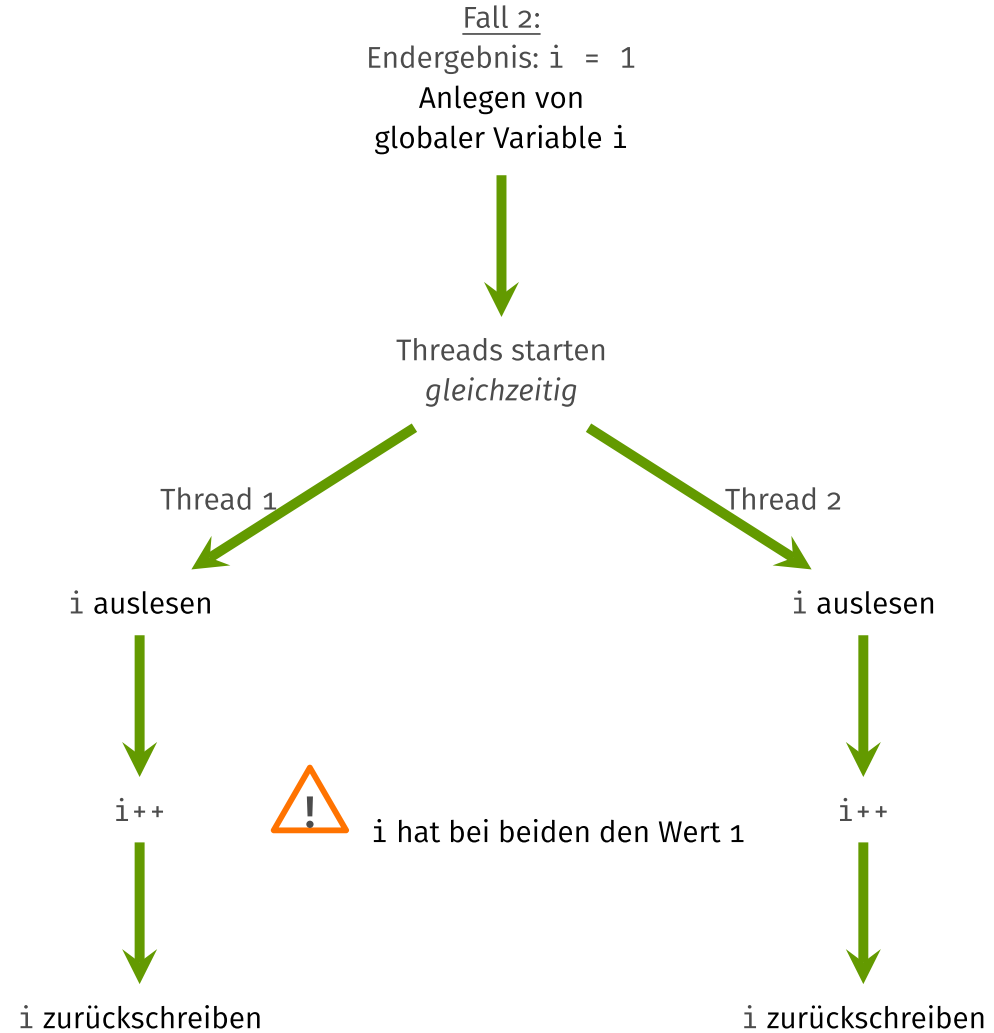 Fall 2:
Endergebnis: i = 1
Anlegen von
globaler Variable i
Threads starten
gleichzeitig
Thread 1
Thread 2
i auslesen
i auslesen
i++
i++
!
i hat bei beiden den Wert 1
i zurückschreiben
i zurückschreiben